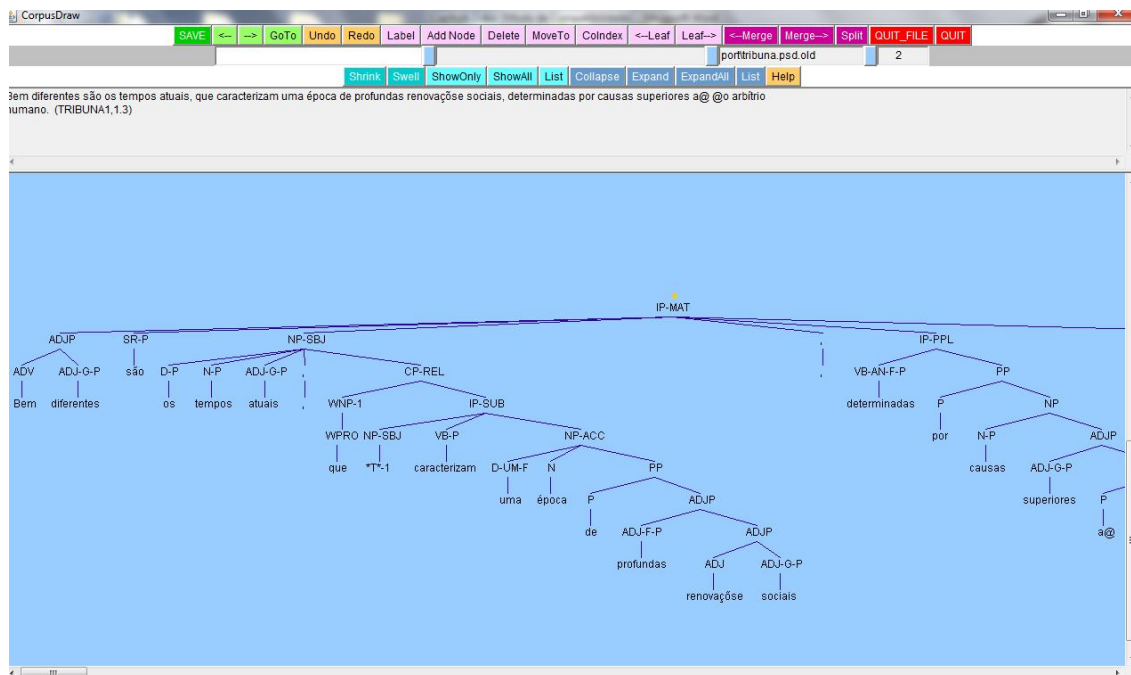 CorpusDraw
SAVE <-- --> GoTo Undo Redo Label Add Node Delete MoveTo CoIndex <--Leaf Leaf--> <--Merge Merge--> Split QUIT_FILE QUIT
port\tribuna.psd.old 2
Shrink Swell ShowOnly ShowAll List Collapse Expand ExpandAll List Help
Bem diferentes são os tempos atuais, que caracterizam uma época de profundas renovaçõse sociais, determinadas por causas superiores a@ @o arbítrio
humano. (TRIBUNA1,1.3)
IP-MAT
ADJP SR-P NP-SBJ , IP-PPL
ADV ADJ-G-P são D-P N-P ADJ-G-P , CP-REL , VB-AN-F-P PP
Bem diferentes os tempos atuais , WNP-1 IP-SUB determinadas P NP
WPRO NP-SBJ VB-P NP-ACC por N-P ADJP
que *T*-1 caracterizam D-UM-F N PP causas ADJ-G-P
uma época P ADJP superiores P
de ADJ-F-P ADJP a@
profundas ADJ ADJ-G-P
renovaçõse sociais